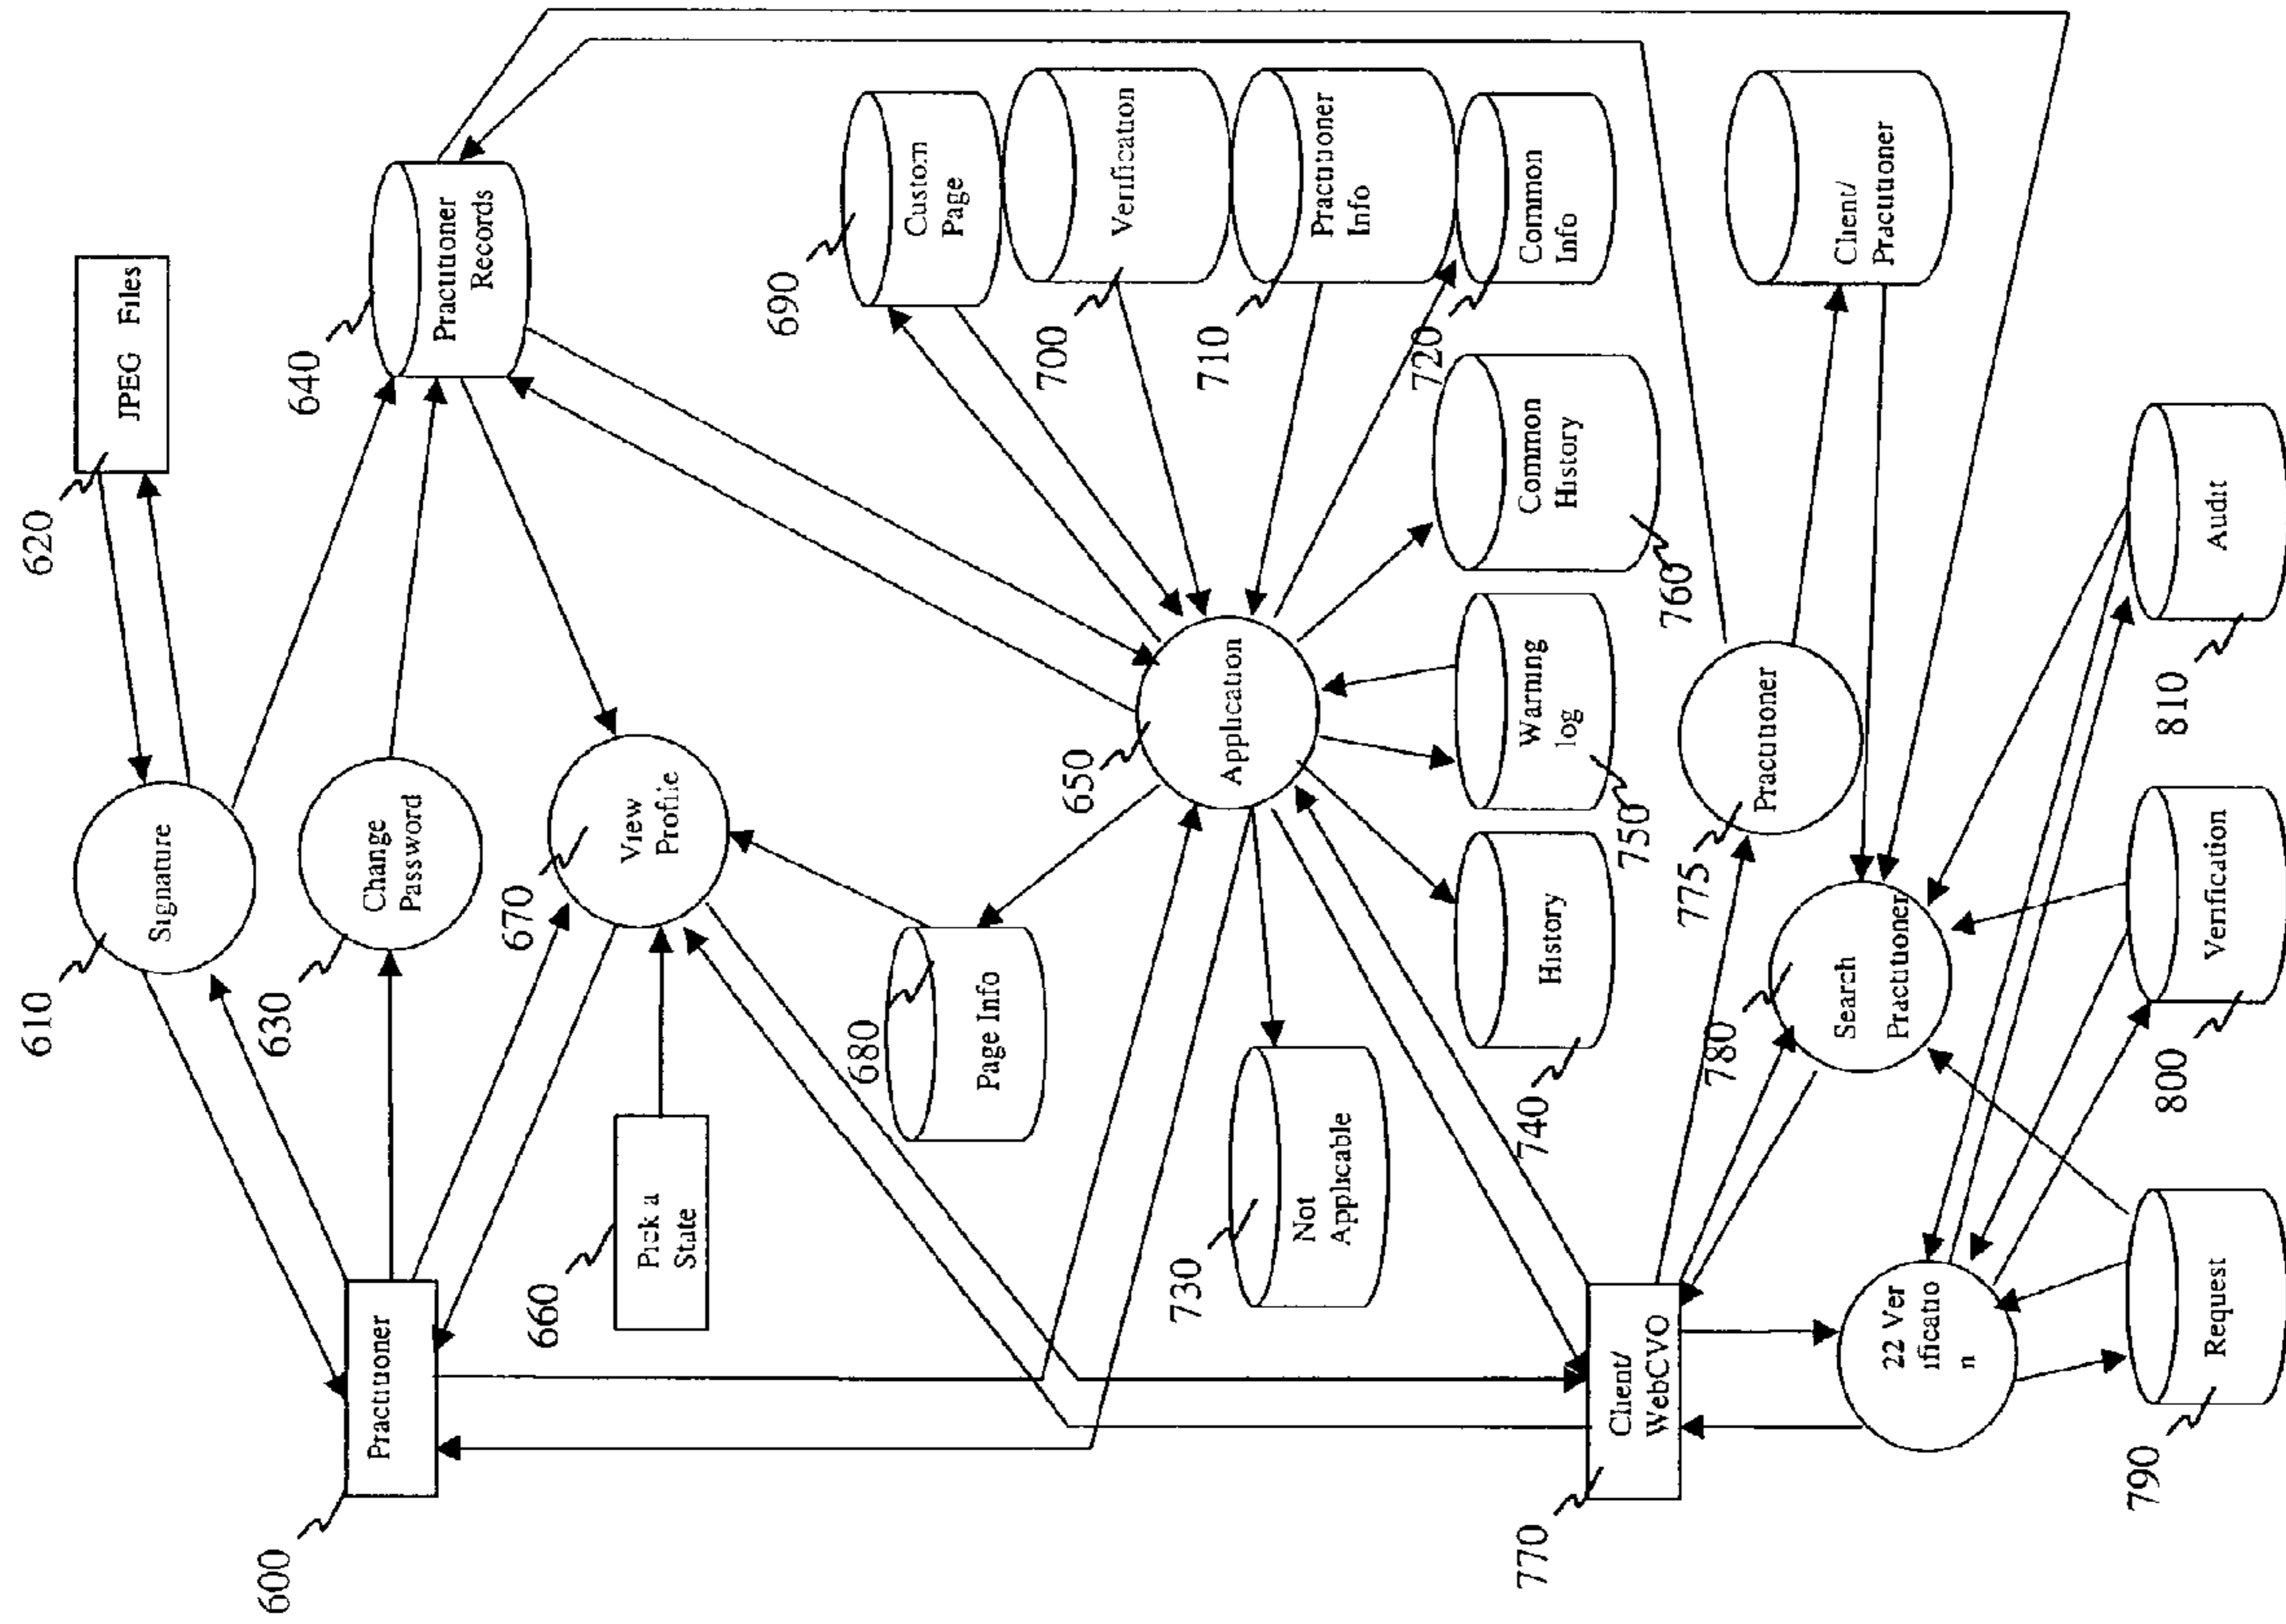 620
JPEG Files
610
Signature
600
Practitioner
630
Change
Password
640
Practitioner
Records
670
View
Profile
660
Pick a
State
680
Page Info
690
Custom
Page
700
Verification
710
Practitioner
Info
720
Common
Info
650
Application
730
Not
Applicable
740
History
750
Warning
log
760
Common
History
770
Client/
WebCVO
775
Practitioner
Client/
Practitioner
780
Search
Practitioner
22 Ver
ificatio
n
790
Request
800
Verification
810
Audit